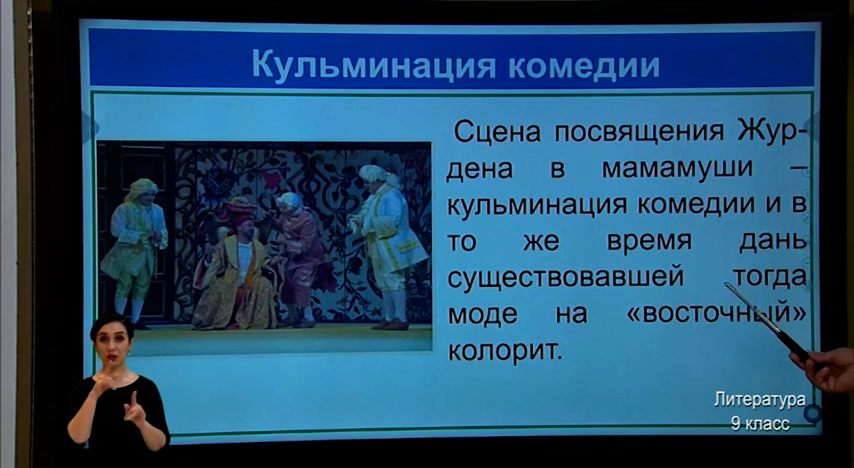 Кульминация комедии
Сцена посвящения Жур-
дена в мамамуши –
кульминация комедии и в
то же время дань
существовавшей тогда
моде на «восточный»
колорит.
Литература
9 класс